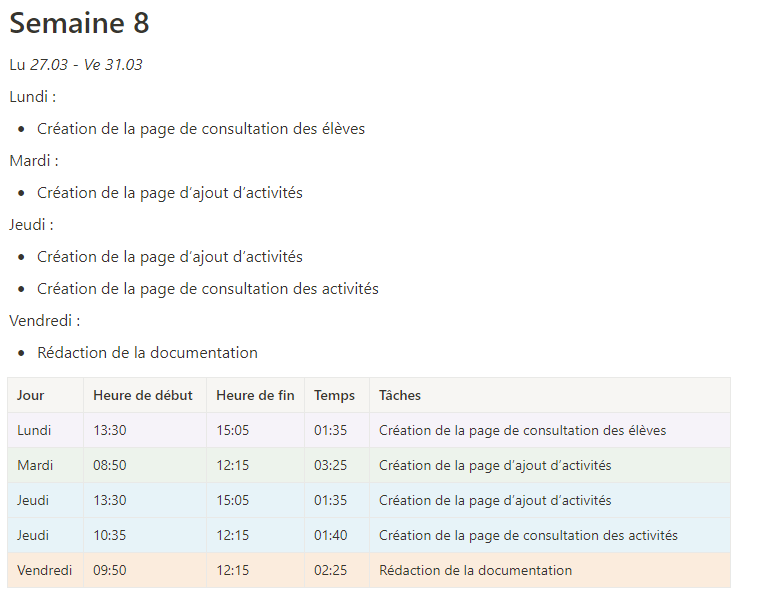 Semaine 8
Lu 27.03 - Ve 31.03
Lundi :
• Création de la page de consultation des élèves
Mardi :
• Création de la page d'ajout d'activités
Jeudi :
• Création de la page d'ajout d'activités
• Création de la page de consultation des activités
Vendredi :
• Rédaction de la documentation
Jour Heure de début Heure de fin Temps Tâches
Lundi 13:30 15:05 01:35 Création de la page de consultation des élèves
Mardi 08:50 12:15 03:25 Création de la page d'ajout d'activités
Jeudi 13:30 15:05 01:35 Création de la page d'ajout d'activités
Jeudi 10:35 12:15 01:40 Création de la page de consultation des activités
Vendredi 09:50 12:15 02:25 Rédaction de la documentation